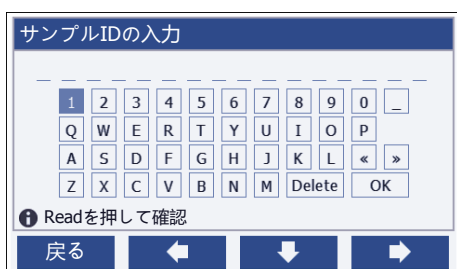 サンプルIDの入力
_ _ _ _ _ _ _ _ _ _ _ _ _ _ _
1 2 3 4 5 6 7 8 9 0 _
Q W E R T Y U I O P
A S D F G H J K L « »
Z X C V B N M Delete OK
Readを押して確認
戻る